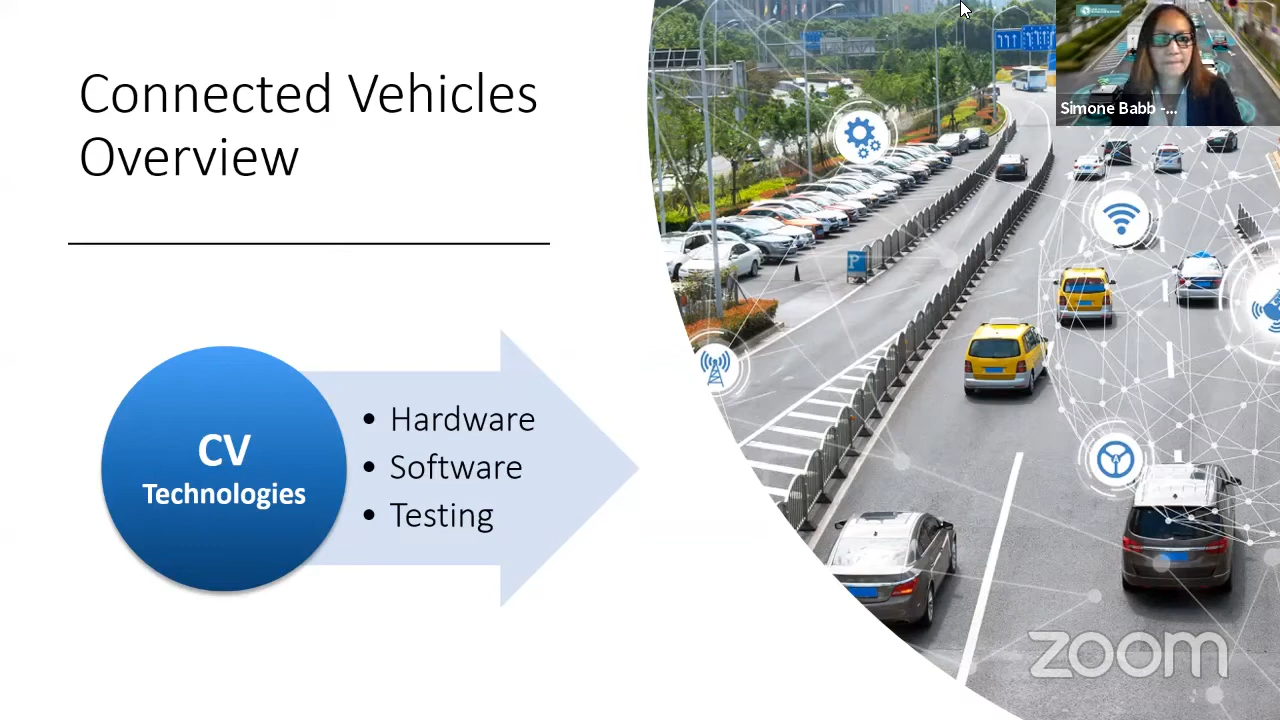 Connected Vehicles
Overview
CV
Technologies
• Hardware
• Software
• Testing
P
A
Simone Babb -...
zoom